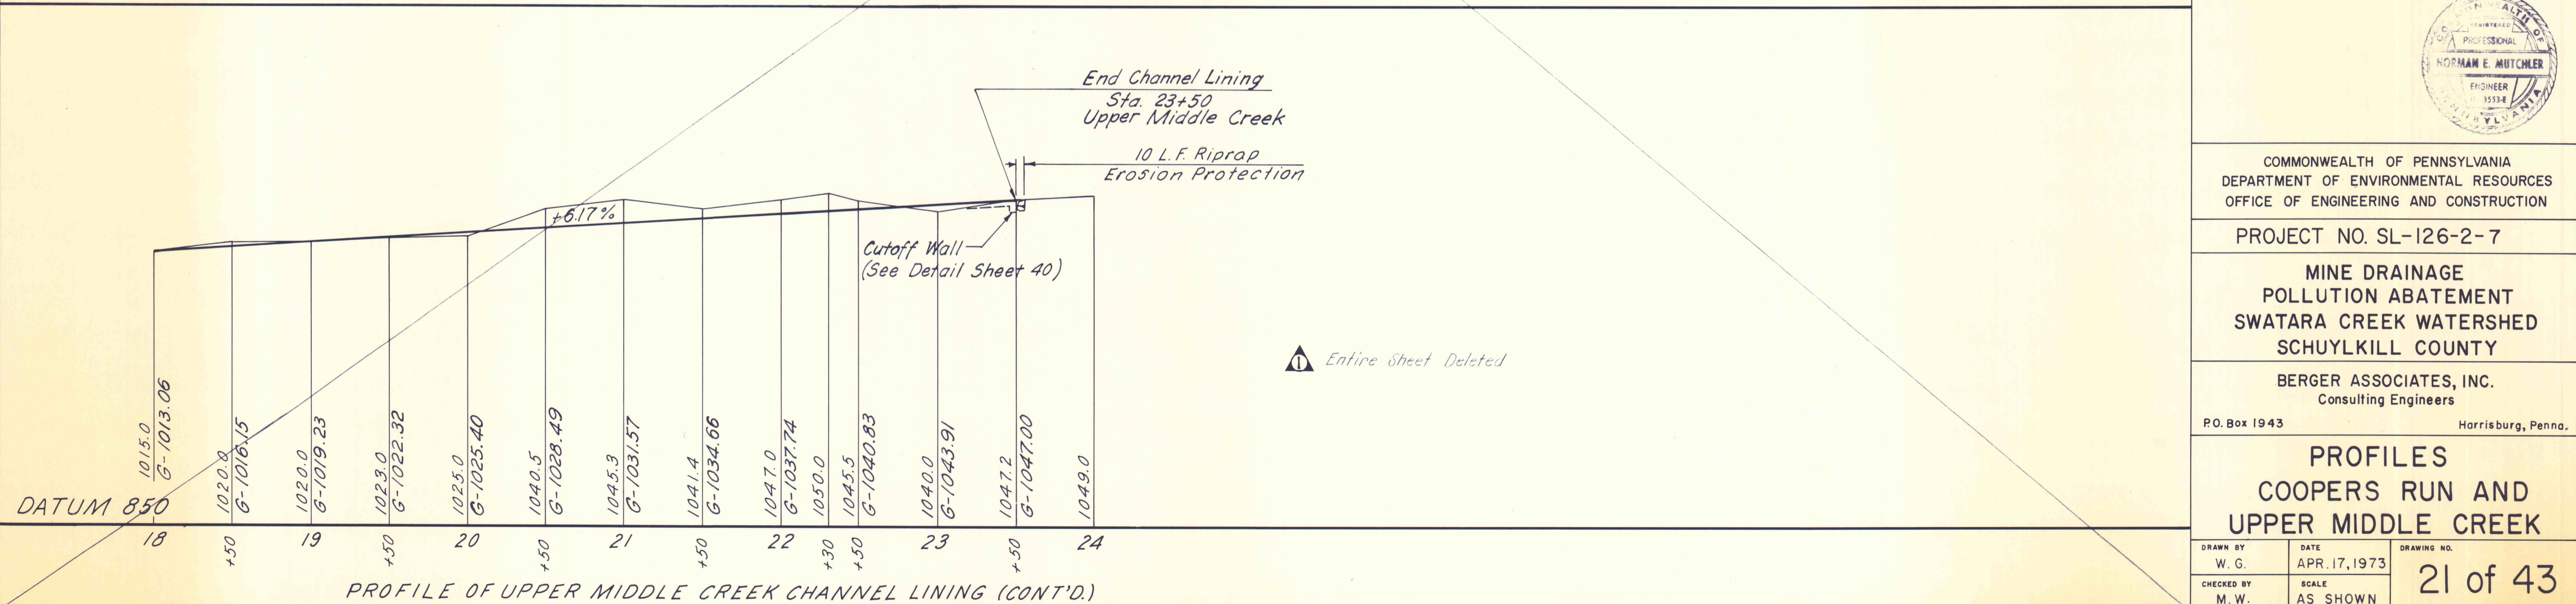 End Channel Lining
Sta. 23+50
Upper Middle Creek
10 L.F. Riprap
Erosion Protection
+6.17%
Cutoff Wall
(See Detail Sheet 40)
1 Entire Sheet Deleted
1015.0
G-1013.06
1020.0
G-1016.15
1020.0
G-1019.23
1023.0
G-1022.32
1025.0
G-1025.40
1040.5
G-1028.49
1045.3
G-1031.57
1041.4
G-1034.66
1047.0
G-1037.74
1050.0
1045.5
G-1040.83
1040.0
G-1043.91
1047.2
G-1047.00
1049.0
DATUM 850
18 +50 19 +50 20 +50 21 +50 22 +30 +50 23 +50 24
PROFILE OF UPPER MIDDLE CREEK CHANNEL LINING (CONT'D.)
COMMONWEALTH OF
REGISTERED
PROFESSIONAL
NORMAN E. MUTCHLER
ENGINEER
3553-E
PENNSYLVANIA
COMMONWEALTH OF PENNSYLVANIA
DEPARTMENT OF ENVIRONMENTAL RESOURCES
OFFICE OF ENGINEERING AND CONSTRUCTION
PROJECT NO. SL-126-2-7
MINE DRAINAGE
POLLUTION ABATEMENT
SWATARA CREEK WATERSHED
SCHUYLKILL COUNTY
BERGER ASSOCIATES, INC.
Consulting Engineers
P.O. Box 1943 Harrisburg, Penna.
PROFILES
COOPERS RUN AND
UPPER MIDDLE CREEK
DRAWN BY
W. G.
DATE
APR. 17, 1973
DRAWING NO.
21 of 43
CHECKED BY
M. W.
SCALE
AS SHOWN